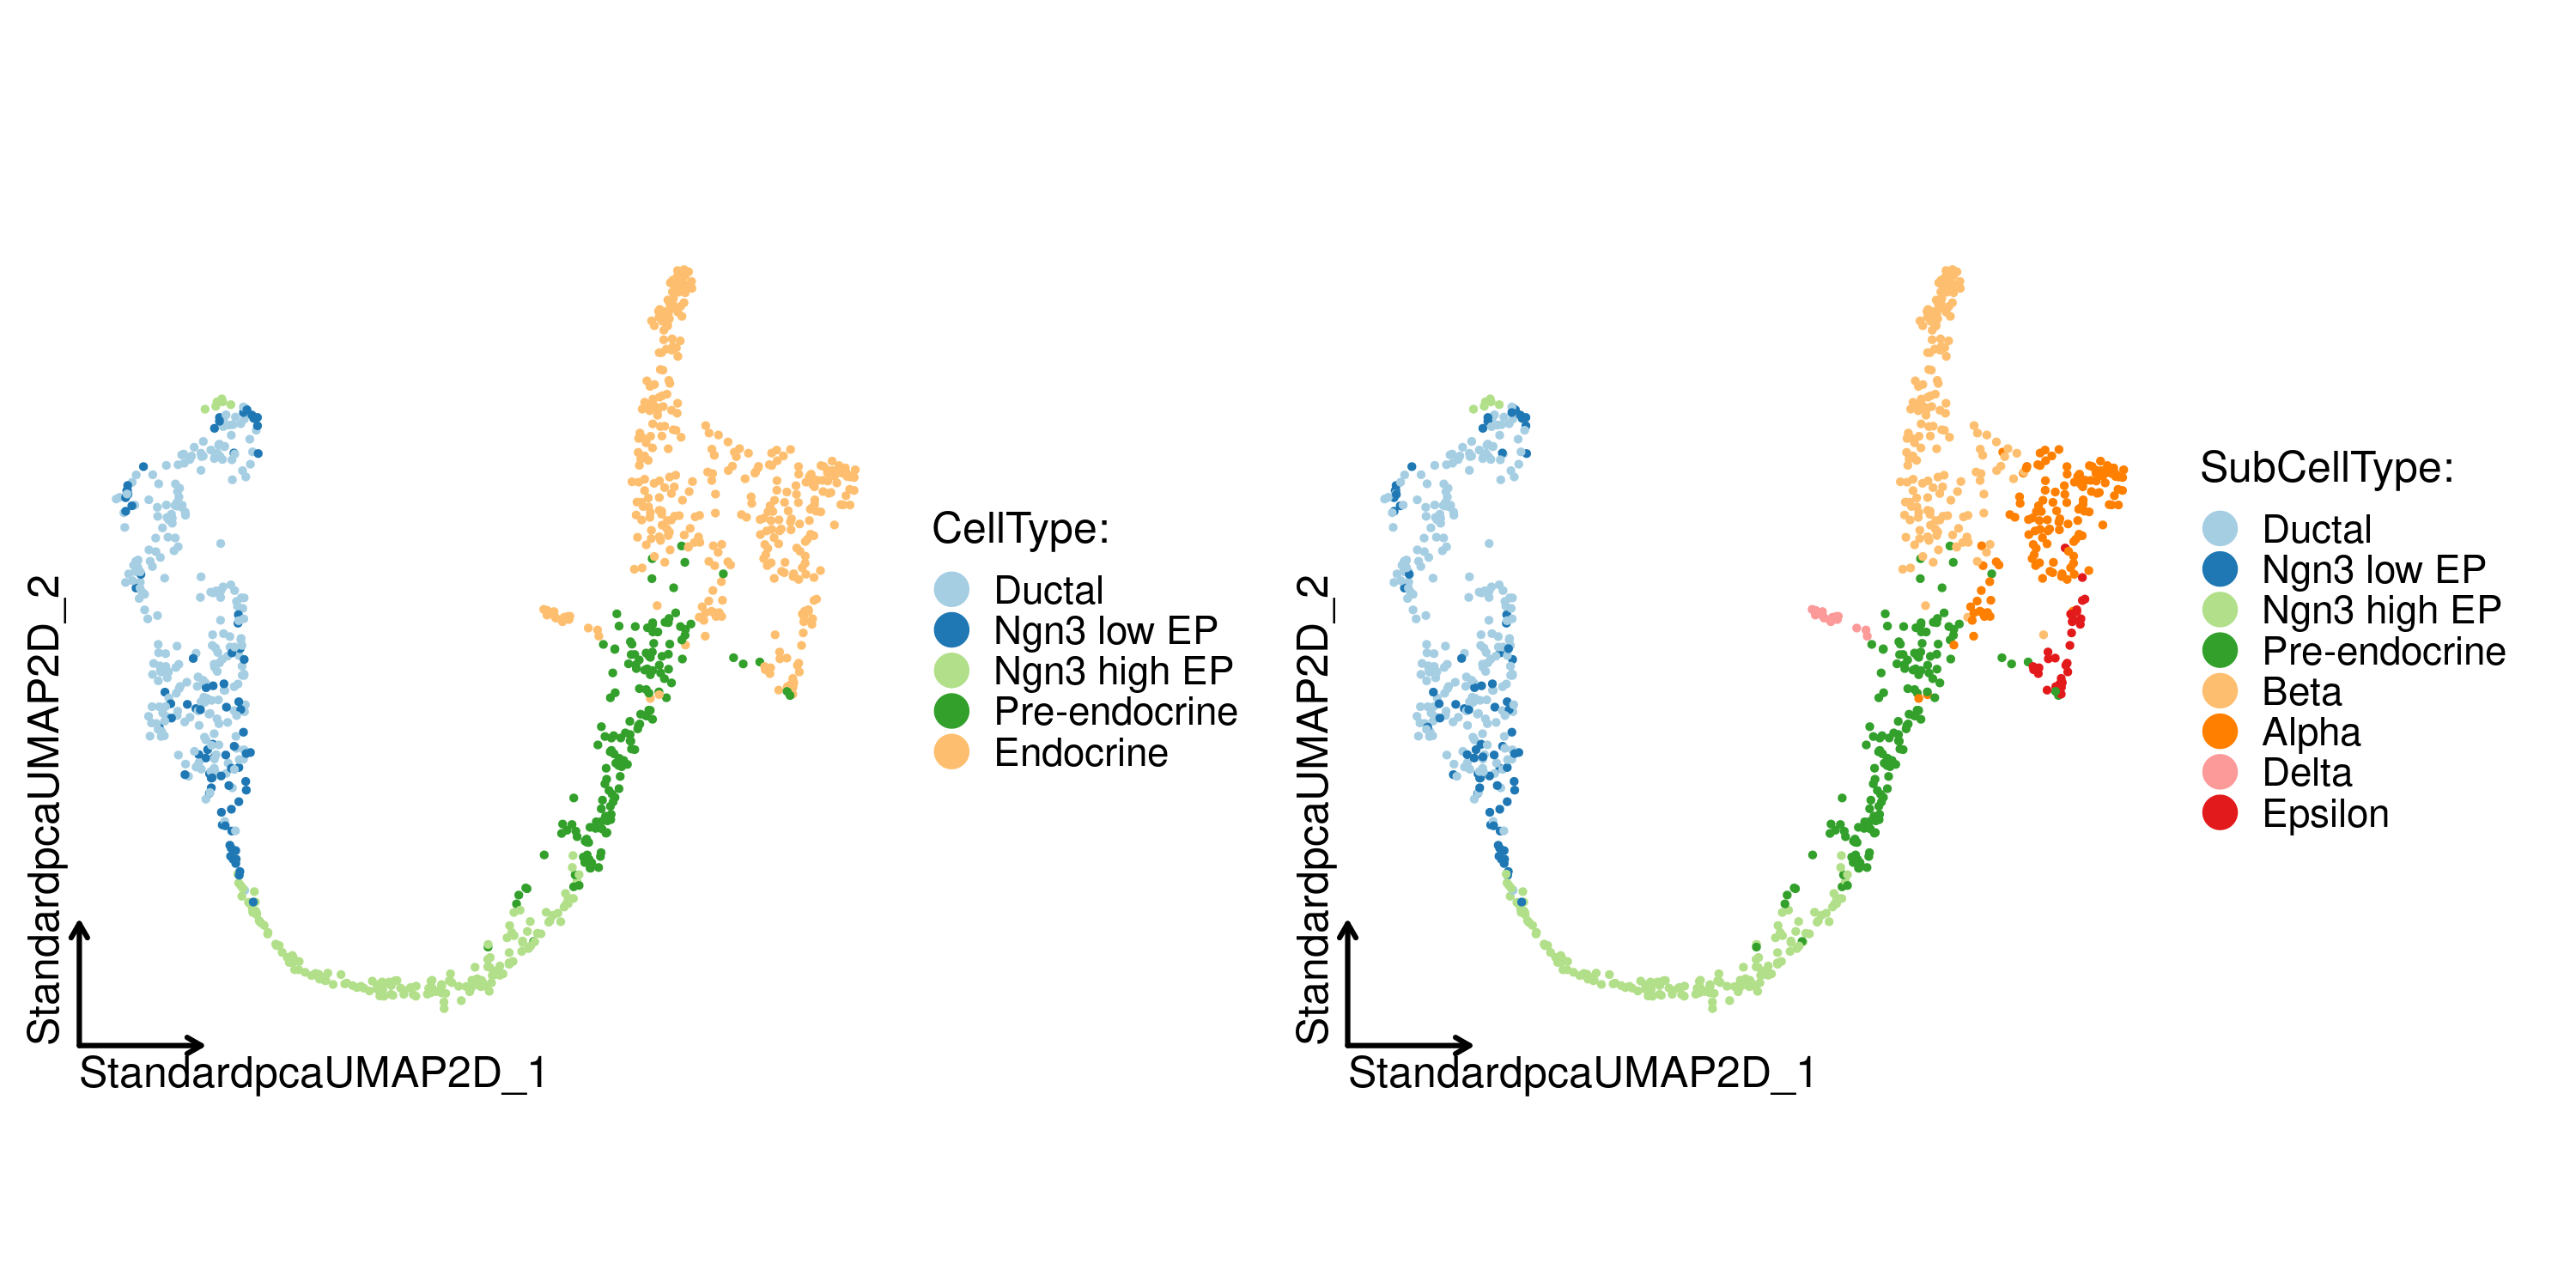 StandardpcaUMAP2D_2
StandardpcaUMAP2D_1
CellType:
Ductal
Ngn3 low EP
Ngn3 high EP
Pre-endocrine
Endocrine
StandardpcaUMAP2D_2
StandardpcaUMAP2D_1
SubCellType:
Ductal
Ngn3 low EP
Ngn3 high EP
Pre-endocrine
Beta
Alpha
Delta
Epsilon